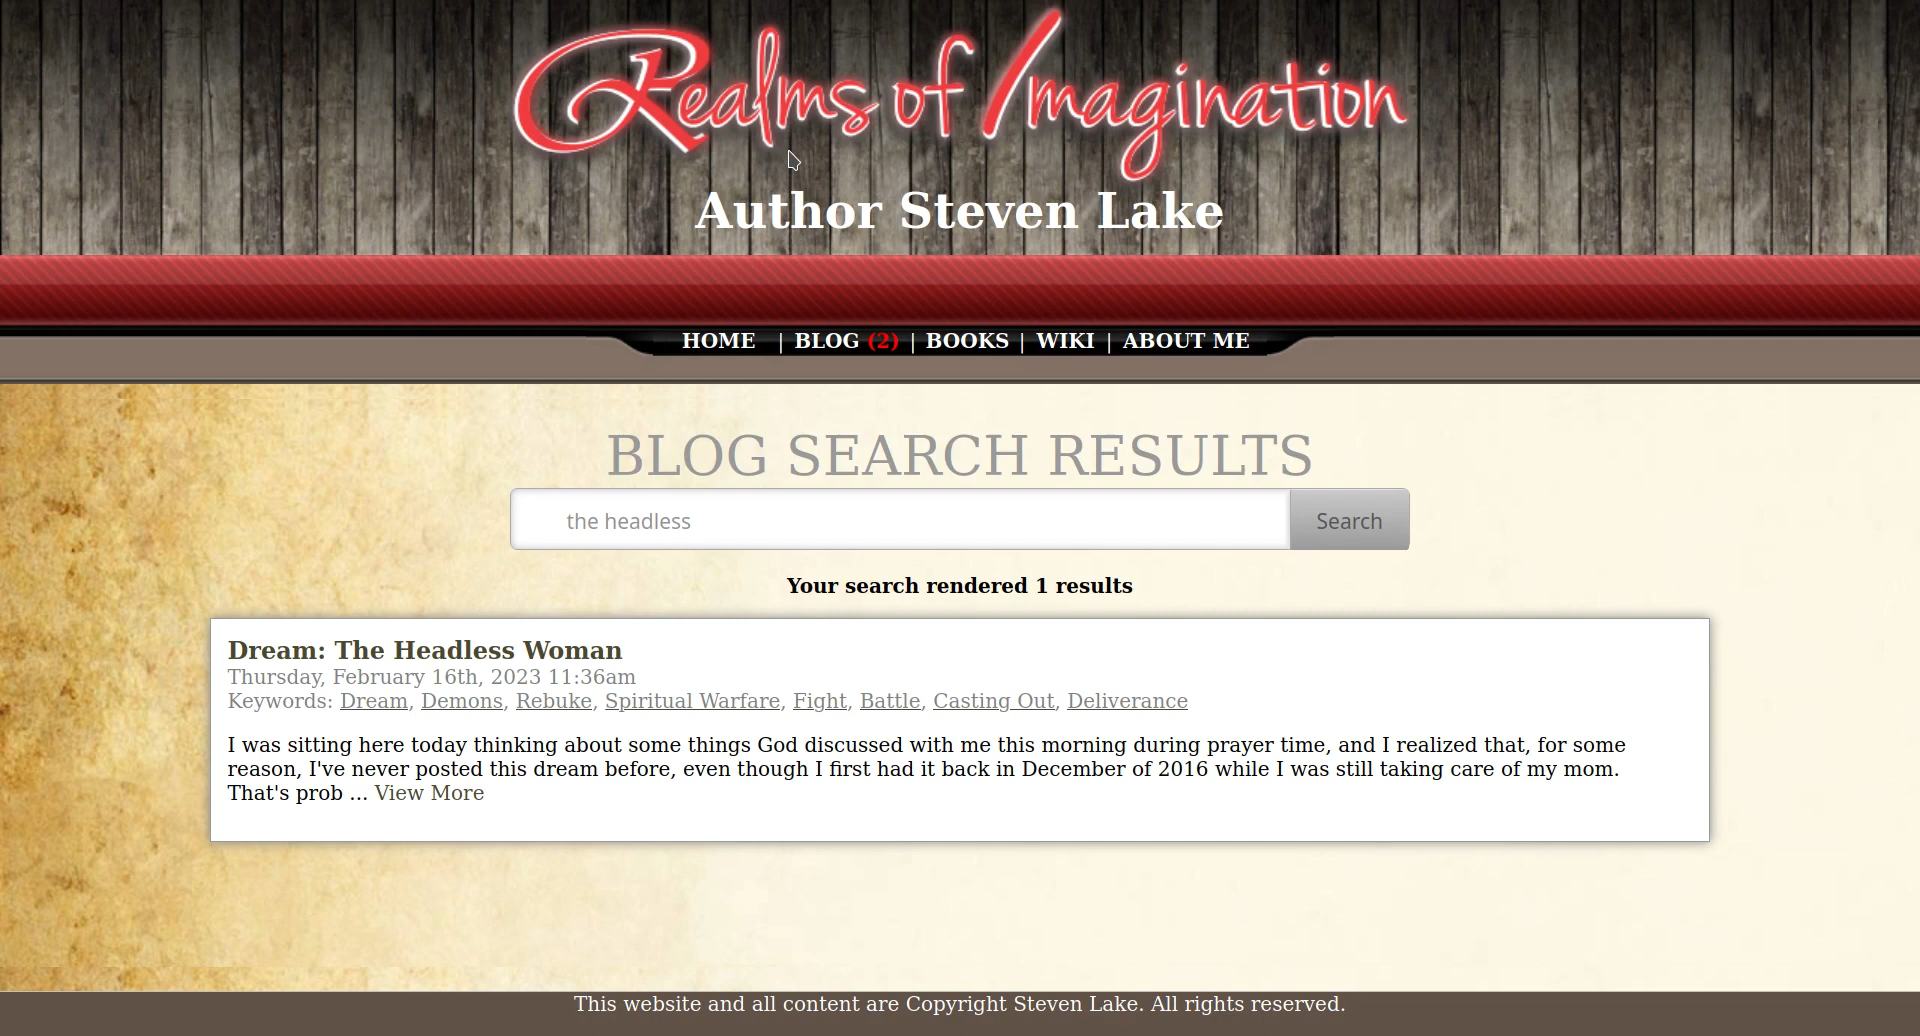 Realms of Imagination
Author Steven Lake
HOME | BLOG (2) | BOOKS | WIKI | ABOUT ME
BLOG SEARCH RESULTS
the headless
Search
Your search rendered 1 results
Dream: The Headless Woman
Thursday, February 16th, 2023 11:36am
Keywords: Dream, Demons, Rebuke, Spiritual Warfare, Fight, Battle, Casting Out, Deliverance
I was sitting here today thinking about some things God discussed with me this morning during prayer time, and I realized that, for some
reason, I've never posted this dream before, even though I first had it back in December of 2016 while I was still taking care of my mom.
That's prob ... View More
This website and all content are Copyright Steven Lake. All rights reserved.